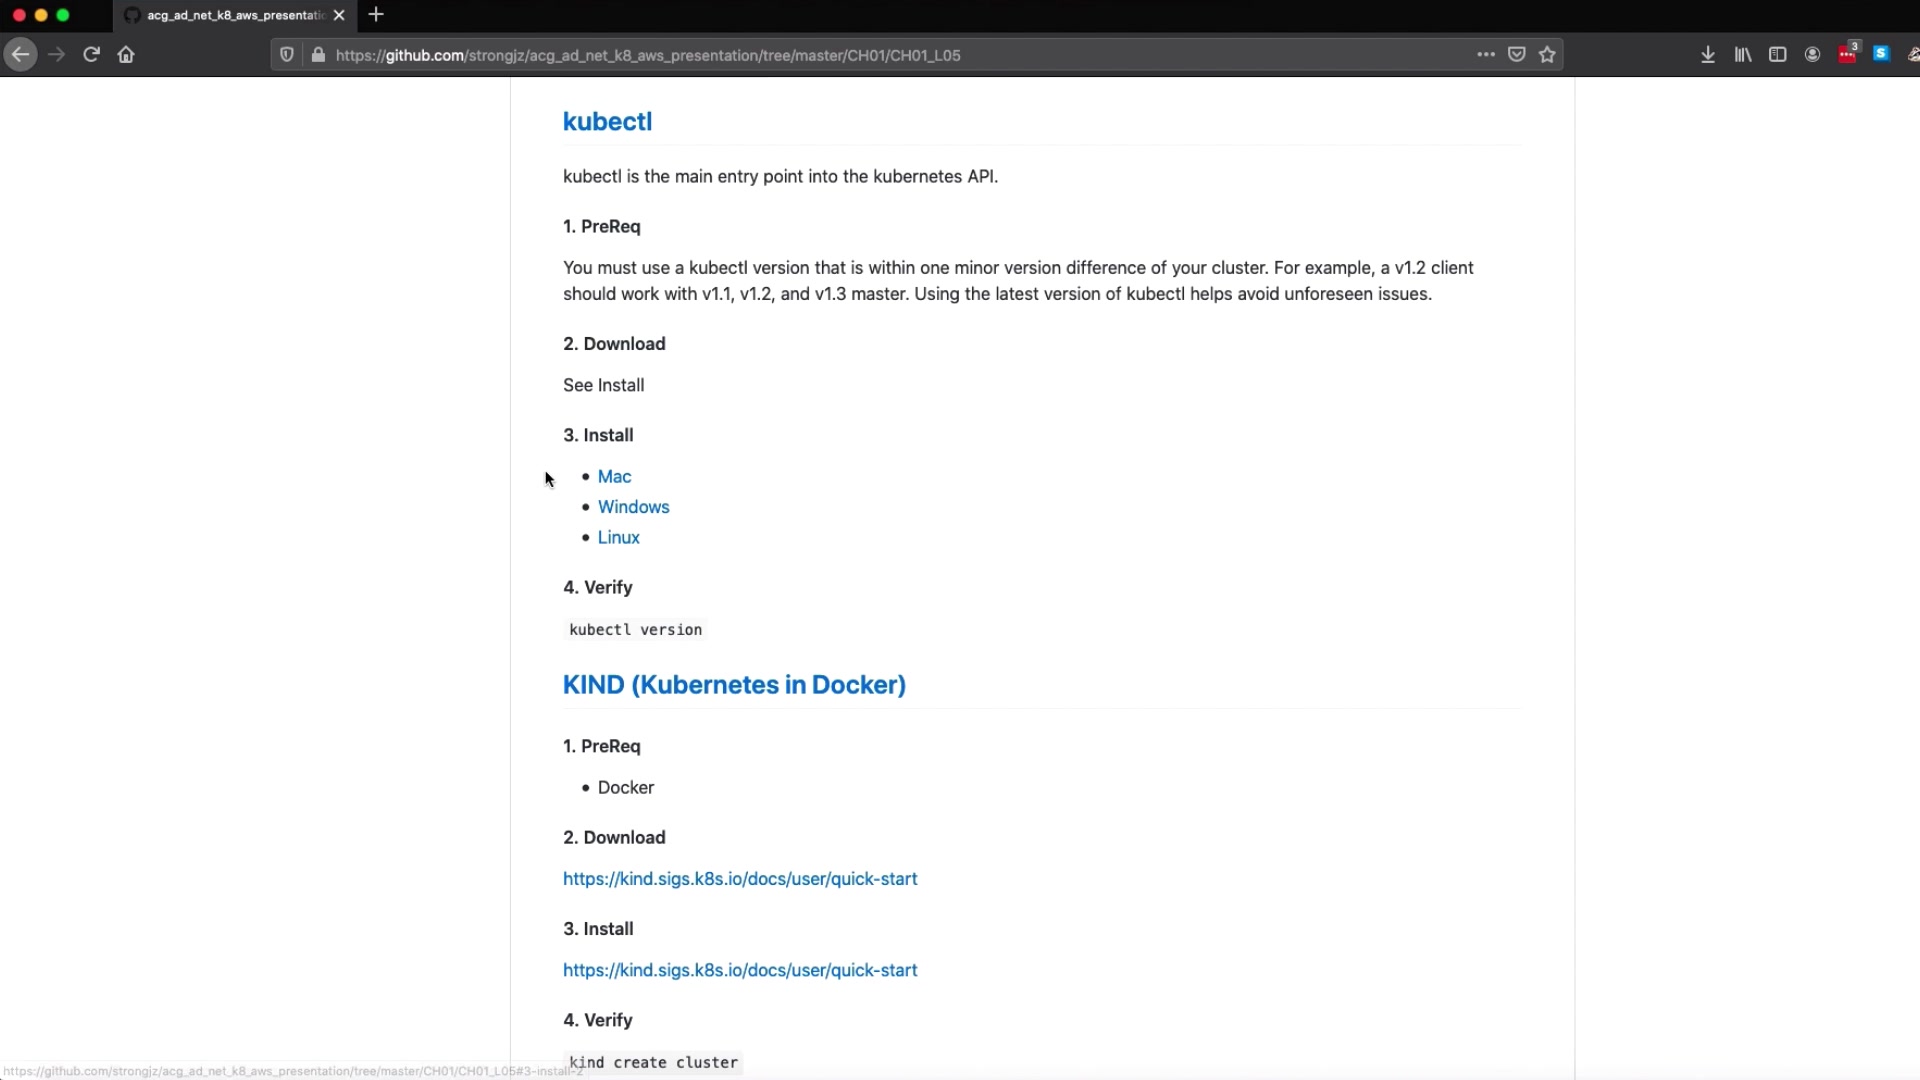 acg_ad_net_k8_aws_presentatio
https://github.com/strongjz/acg_ad_net_k8_aws_presentation/tree/master/CH01/CH01_L05
3
S
kubectl
kubectl is the main entry point into the kubernetes API.
1. PreReq
You must use a kubectl version that is within one minor version difference of your cluster. For example, a v1.2 client
should work with v1.1, v1.2, and v1.3 master. Using the latest version of kubectl helps avoid unforeseen issues.
2. Download
See Install
3. Install
Mac
Windows
Linux
4. Verify
kubectl version
KIND (Kubernetes in Docker)
1. PreReq
Docker
2. Download
https://kind.sigs.k8s.io/docs/user/quick-start
3. Install
https://kind.sigs.k8s.io/docs/user/quick-start
4. Verify
kind create cluster
https://github.com/strongjz/acg_ad_net_k8_aws_presentation/tree/master/CH01/CH01_L05#3-install-2